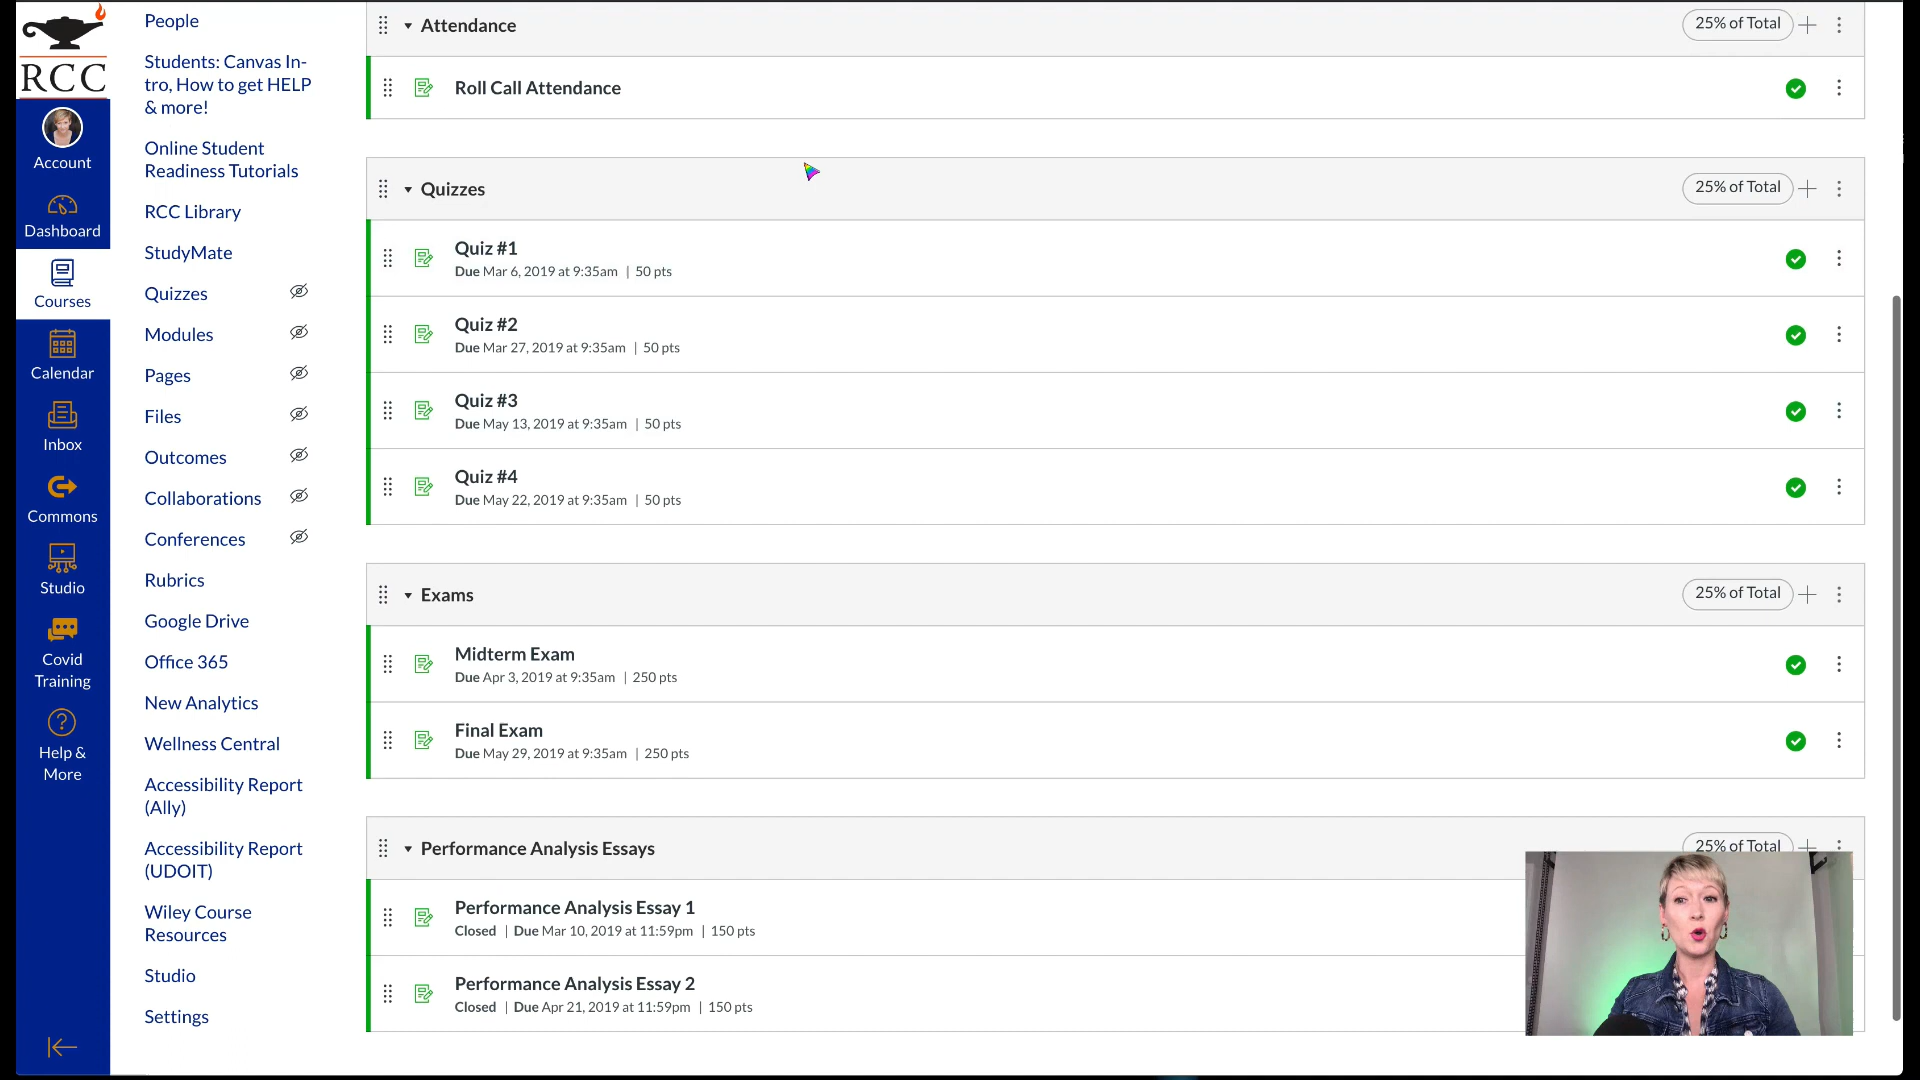 RCC
Account
Dashboard
Courses
Calendar
Inbox
Commons
Studio
Covid
Training
Help &
More
People
Students: Canvas In-
tro, How to get HELP
& more!
Online Student
Readiness Tutorials
RCC Library
StudyMate
Quizzes
Modules
Pages
Files
Outcomes
Collaborations
Conferences
Rubrics
Google Drive
Office 365
New Analytics
Wellness Central
Accessibility Report
(Ally)
Accessibility Report
(UDOIT)
Wiley Course
Resources
Studio
Settings
Attendance
25% of Total
Roll Call Attendance
Quizzes
25% of Total
Quiz #1
Due Mar 6, 2019 at 9:35am | 50 pts
Quiz #2
Due Mar 27, 2019 at 9:35am | 50 pts
Quiz #3
Due May 13, 2019 at 9:35am | 50 pts
Quiz #4
Due May 22, 2019 at 9:35am | 50 pts
Exams
25% of Total
Midterm Exam
Due Apr 3, 2019 at 9:35am | 250 pts
Final Exam
Due May 29, 2019 at 9:35am | 250 pts
Performance Analysis Essays
25% of Total
Performance Analysis Essay 1
Closed | Due Mar 10, 2019 at 11:59pm | 150 pts
Performance Analysis Essay 2
Closed | Due Apr 21, 2019 at 11:59pm | 150 pts